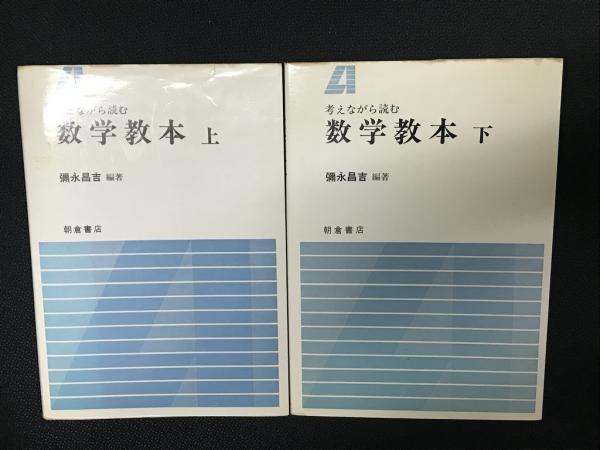 ながら読む
数学教本 上
彌永昌吉 編著
朝倉書店
考えながら読む
数学教本 下
彌永昌吉 編著
朝倉書店